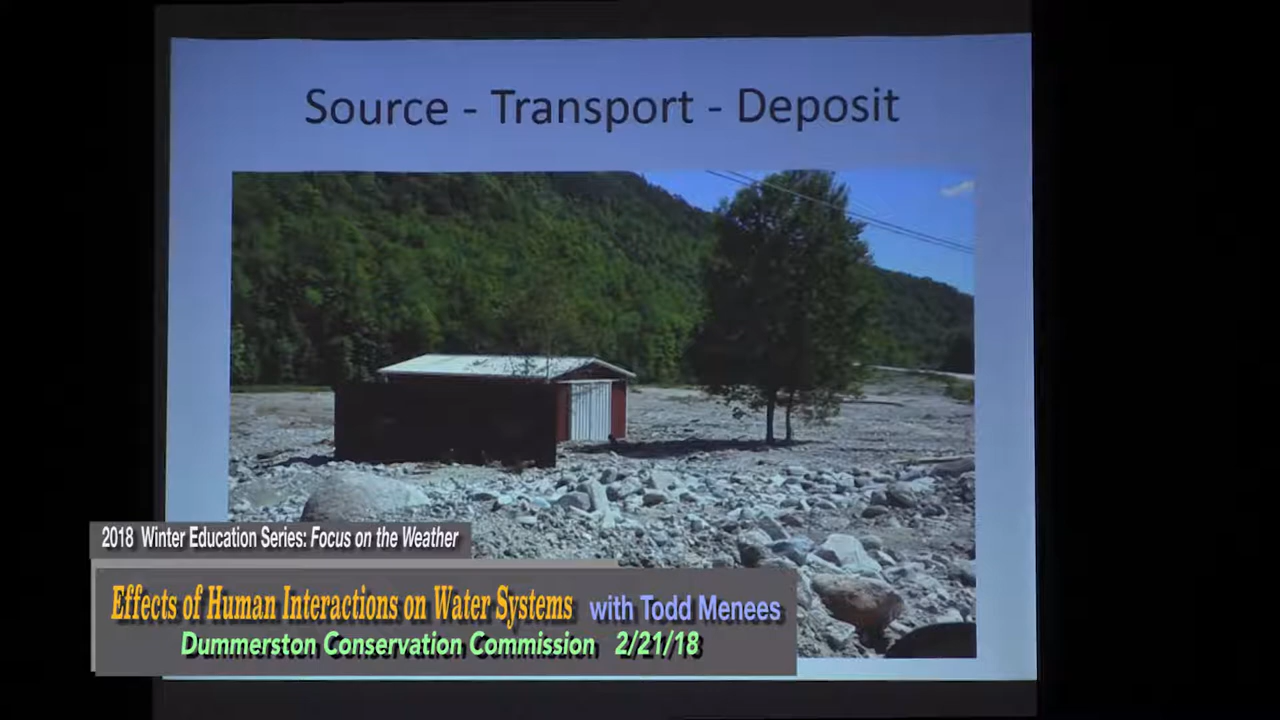 Source - Transport - Deposit
2018 Winter Education Series: Focus on the Weather
Effects of Human Interactions on Water Systems with Todd Menees
Dummerston Conservation Commission 2/21/18